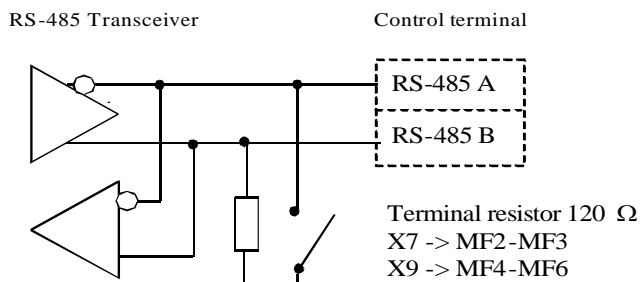 RS-485 Transceiver
Control terminal
RS-485 A
RS-485 B
Terminal resistor 120 Ω
X7 -> MF2-MF3
X9 -> MF4-MF6